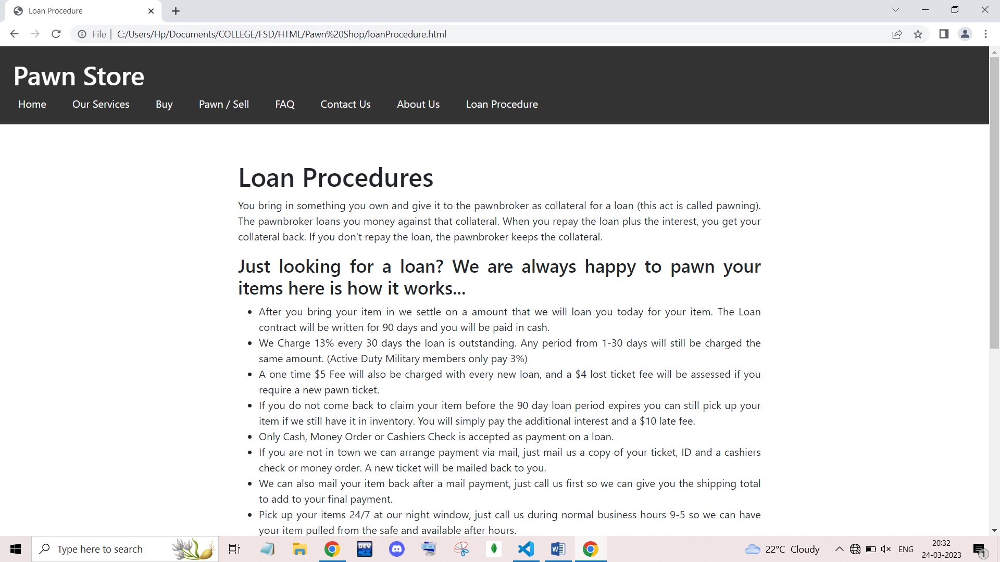 Loan Procedure
File
C:/Users/Hp/Documents/COLLEGE/FSD/HTML/Pawn%20Shop/loanProcedure.html
Pawn Store
Home Our Services Buy Pawn / Sell FAQ Contact Us About Us Loan Procedure
Loan Procedures
You bring in something you own and give it to the pawnbroker as collateral for a loan (this act is called pawning).
The pawnbroker loans you money against that collateral. When you repay the loan plus the interest, you get your
collateral back. If you don't repay the loan, the pawnbroker keeps the collateral.
Just looking for a loan? We are always happy to pawn your
items here is how it works...
• After you bring your item in we settle on a amount that we will loan you today for your item. The Loan
contract will be written for 90 days and you will be paid in cash.
• We Charge 13% every 30 days the loan is outstanding. Any period from 1-30 days will still be charged the
same amount. (Active Duty Military members only pay 3%)
• A one time $5 Fee will also be charged with every new loan, and a $4 lost ticket fee will be assessed if you
require a new pawn ticket.
• If you do not come back to claim your item before the 90 day loan period expires you can still pick up your
item if we still have it in inventory. You will simply pay the additional interest and a $10 late fee.
• Only Cash, Money Order or Cashiers Check is accepted as payment on a loan.
• If you are not in town we can arrange payment via mail, just mail us a copy of your ticket, ID and a cashiers
check or money order. A new ticket will be mailed back to you.
• We can also mail your item back after a mail payment, just call us first so we can give you the shipping total
to add to your final payment.
• Pick up your items 24/7 at our night window, just call us during normal business hours 9-5 so we can have
your item pulled from the safe and available after hours.
Type here to search
DEV
C++
22°C Cloudy
ENG
20:32
24-03-2023
1